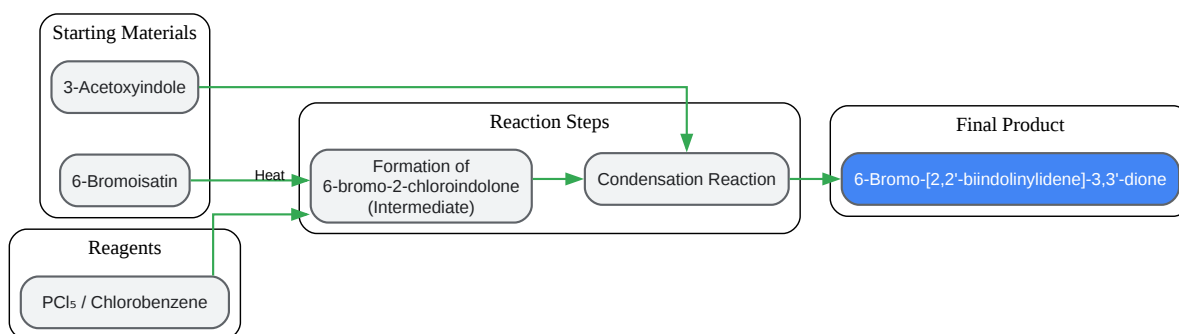 Starting Materials
3-Acetoxyindole
6-Bromoisatin
Heat
Reagents
PCl₅ / Chlorobenzene
Reaction Steps
Formation of
6-bromo-2-chloroindolone
(Intermediate)
Condensation Reaction
Final Product
6-Bromo-[2,2'-biindolinylidene]-3,3'-dione